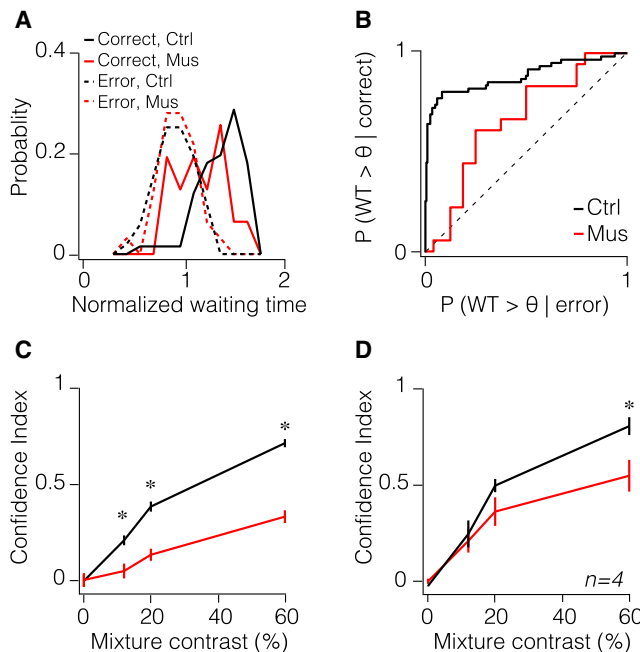 A
Correct, Ctrl
Correct, Mus
Error, Ctrl
Error, Mus
0.4
0.2
0
Probablity
0
1
2
Normalized waiting time
B
1
0
P (WT > θ | correct)
Ctrl
Mus
0
1
P (WT > θ | error)
C
1
0.5
0
Confidence Index
*
*
*
0
20
40
60
Mixture contrast (%)
D
1
0.5
0
Confidence Index
*
n=4
0
20
40
60
Mixture contrast (%)